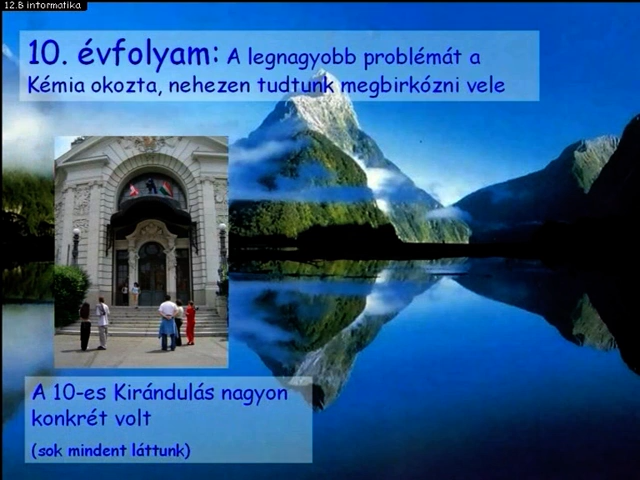 12.B informatika
10. évfolyam: A legnagyobb problémát a
Kémia okozta, nehezen tudtunk megbirkózni vele
A 10-es Kirándulás nagyon
konkrét volt
(sok mindent láttunk)